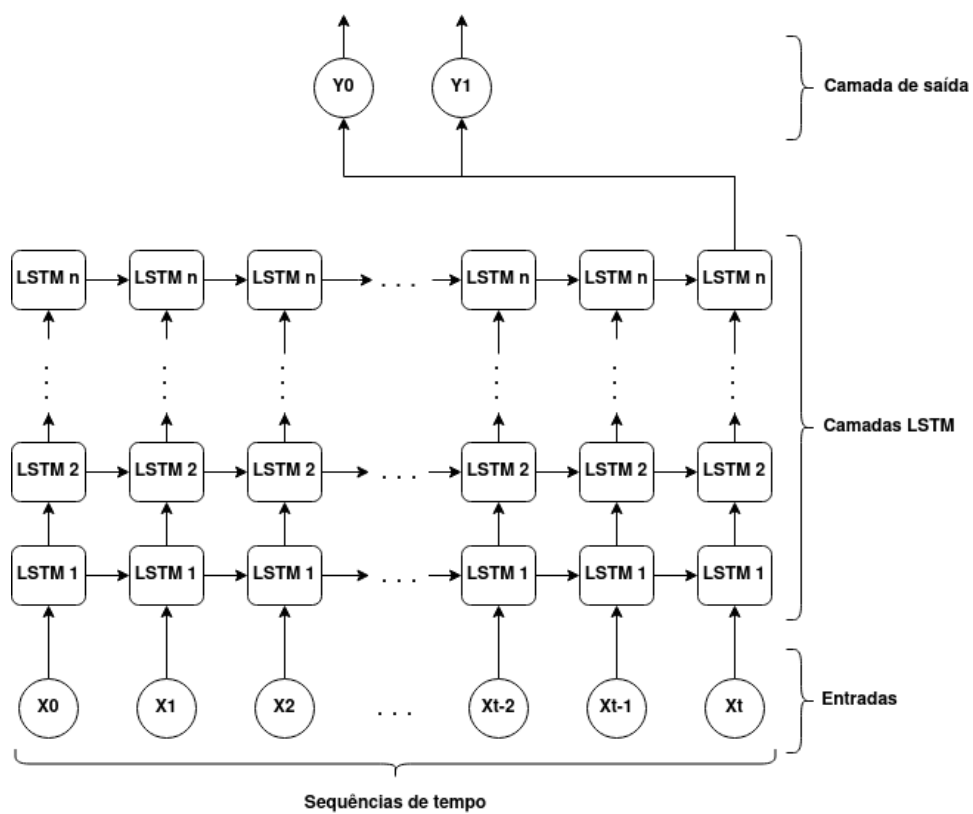 Y0 Y1 Camada de saída
LSTM n LSTM n LSTM n . . . LSTM n LSTM n LSTM n
Camadas LSTM
LSTM 2 LSTM 2 LSTM 2 . . . LSTM 2 LSTM 2 LSTM 2
LSTM 1 LSTM 1 LSTM 1 . . . LSTM 1 LSTM 1 LSTM 1
X0 X1 X2 . . . Xt-2 Xt-1 Xt Entradas
Sequências de tempo